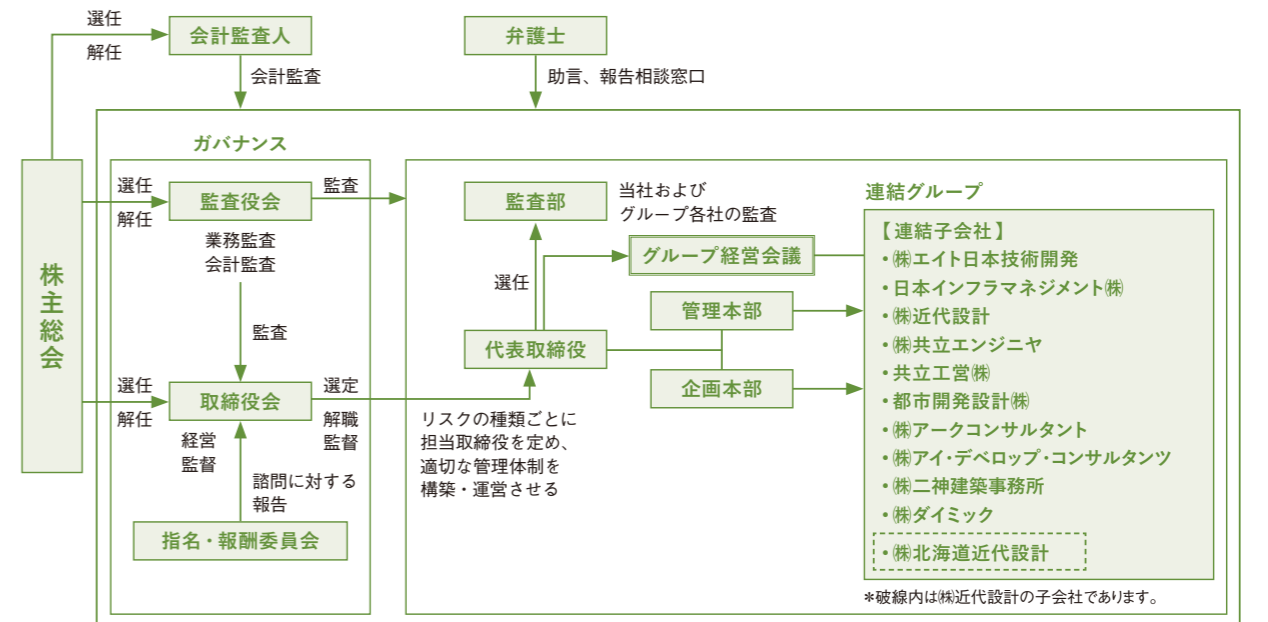 選任
解任
会計監査人
会計監査
弁護士
助言、報告相談窓口
株主総会
ガバナンス
選任
解任
監査役会
監査
業務監査
会計監査
監査
選任
解任
取締役会
選定
解職
監督
経営
監督
諮問に対する
報告
指名・報酬委員会
監査部
当社および
グループ各社の監査
選任
グループ経営会議
代表取締役
管理本部
企画本部
リスクの種類ごとに
担当取締役を定め、
適切な管理体制を
構築・運営させる
連結グループ
【連結子会社】
・㈱エイト日本技術開発
・日本インフラマネジメント㈱
・㈱近代設計
・㈱共立エンジニヤ
・共立工営㈱
・都市開発設計㈱
・㈱アークコンサルタント
・㈱アイ・デベロップ・コンサルタンツ
・㈱二神建築事務所
・㈱ダイミック
・㈱北海道近代設計
＊破線内は㈱近代設計の子会社であります。